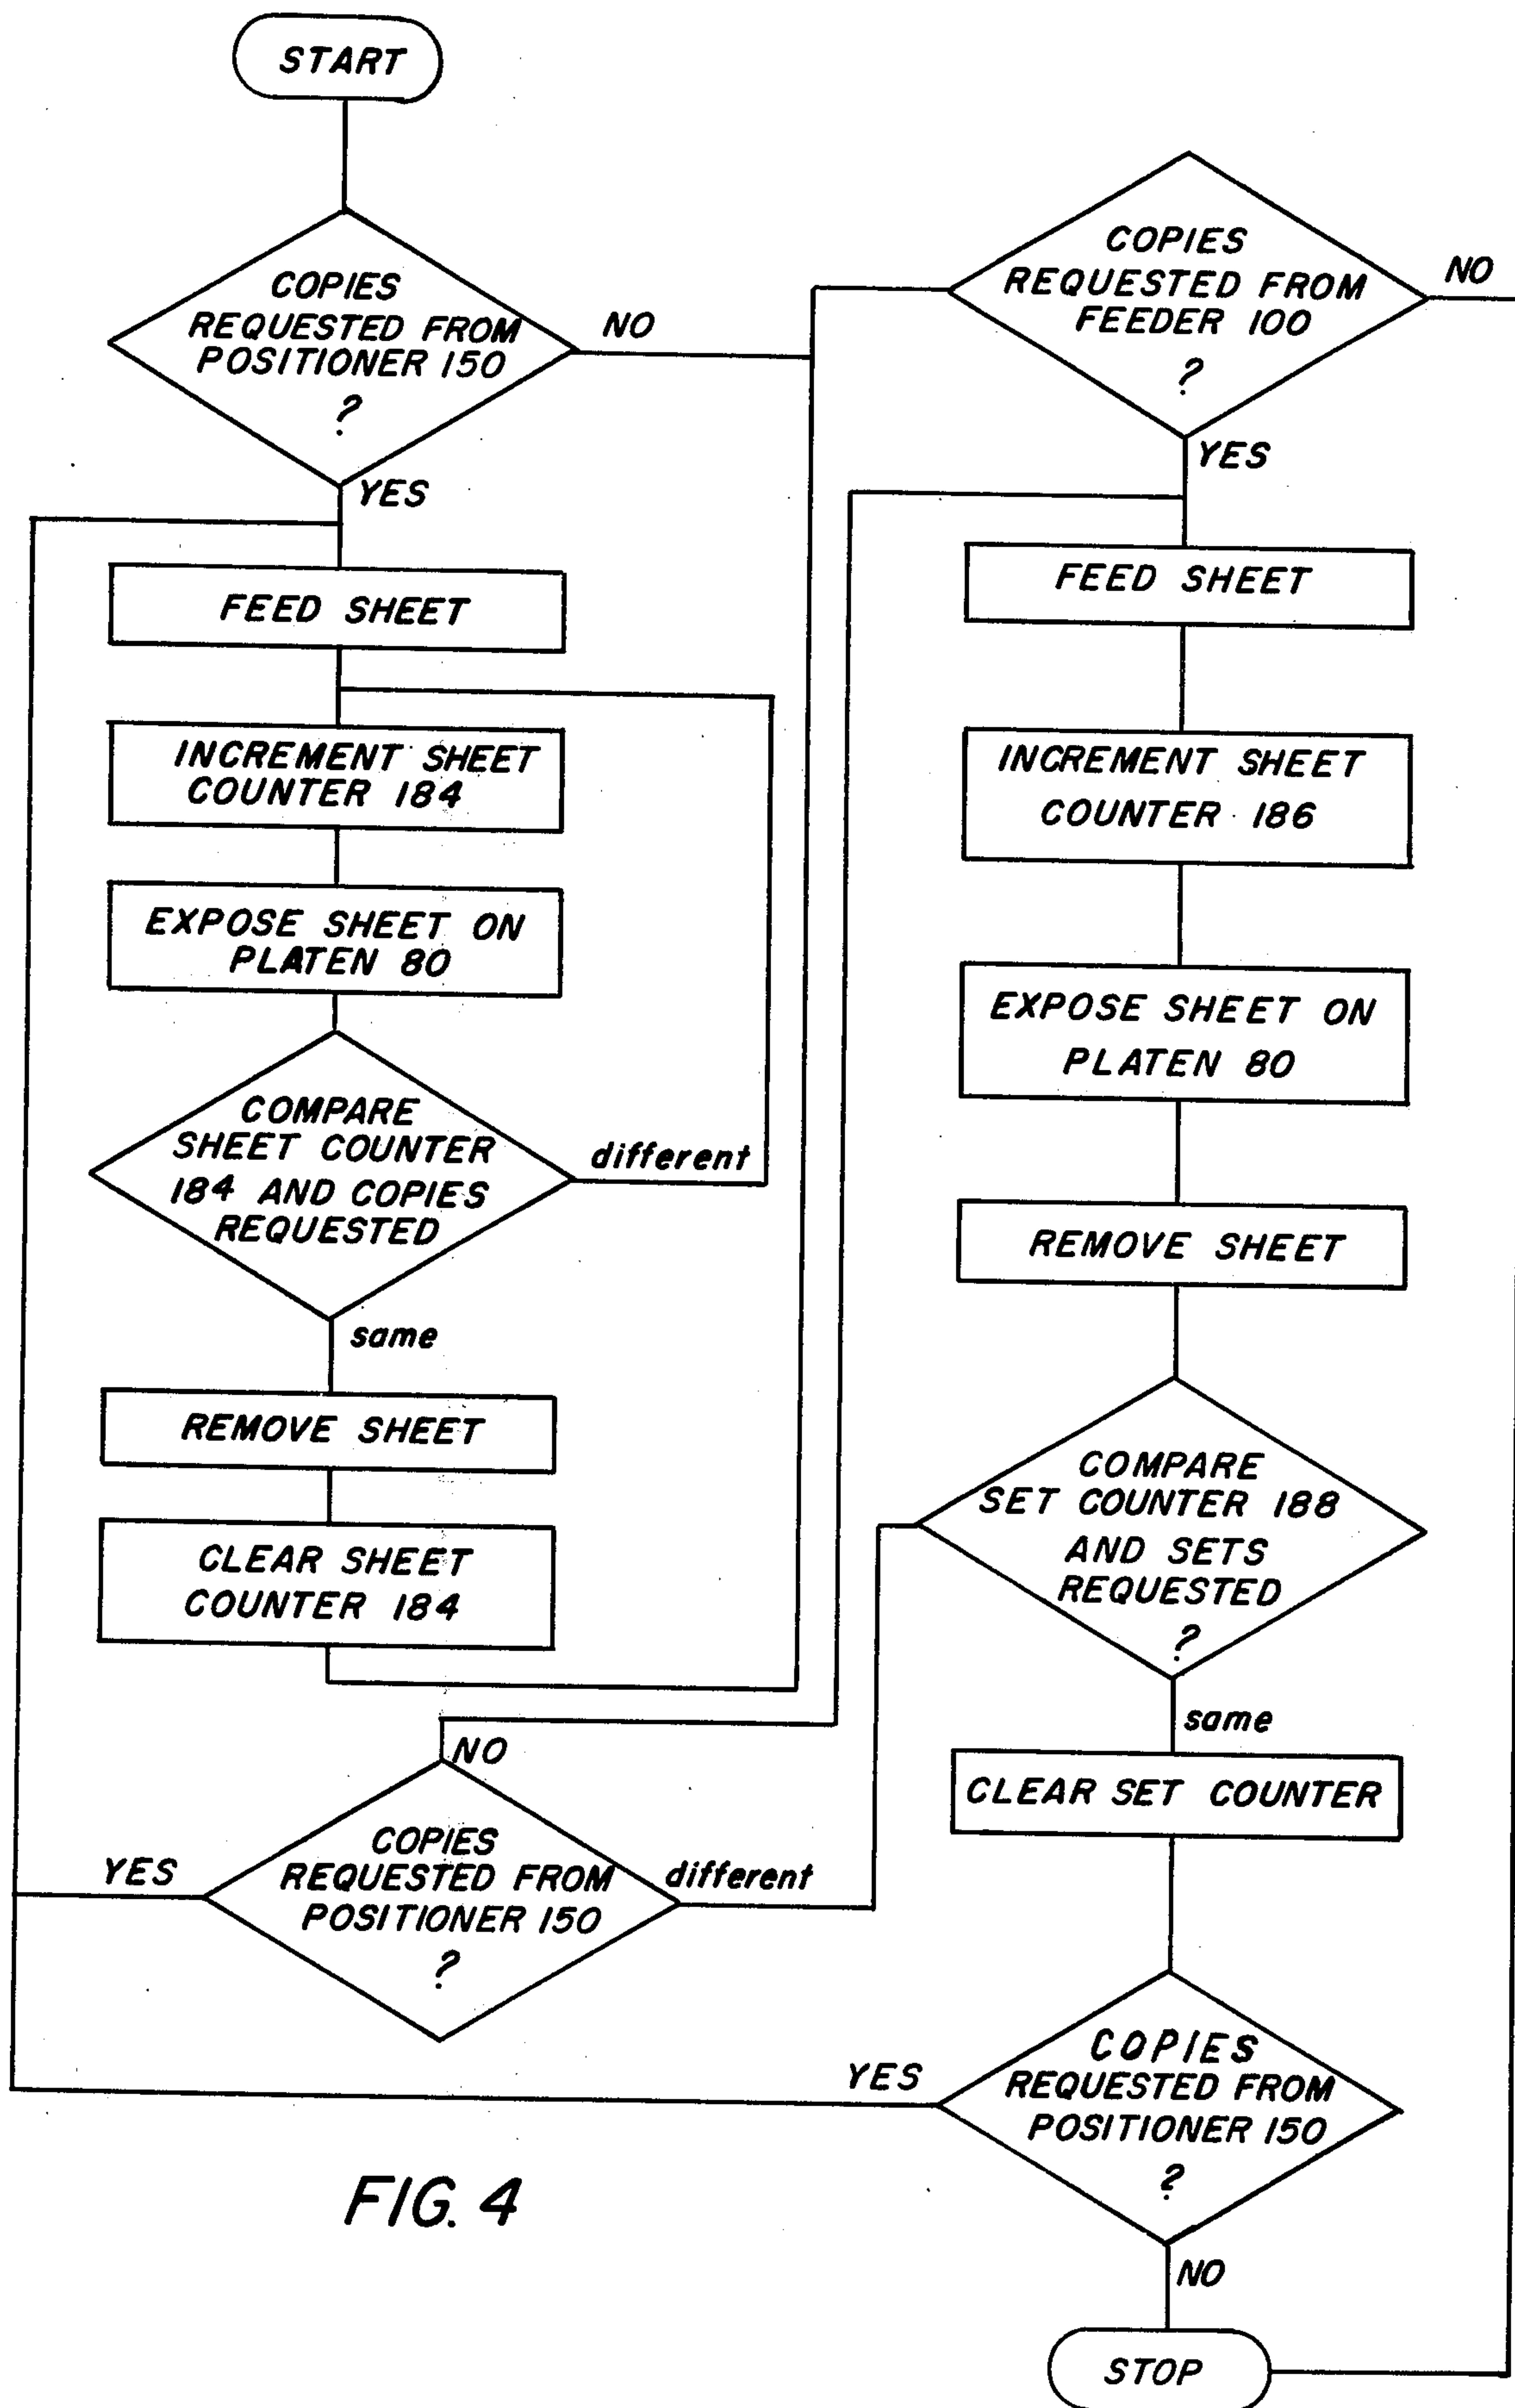 START
COPIES
REQUESTED FROM
POSITIONER 150
?
NO
YES
FEED SHEET
INCREMENT SHEET
COUNTER 184
EXPOSE SHEET ON
PLATEN 80
COMPARE
SHEET COUNTER
184 AND COPIES
REQUESTED
different
same
REMOVE SHEET
CLEAR SHEET
COUNTER 184
NO
COPIES
REQUESTED FROM
POSITIONER 150
?
YES
different
COPIES
REQUESTED FROM
FEEDER 100
?
NO
YES
FEED SHEET
INCREMENT SHEET
COUNTER 186
EXPOSE SHEET ON
PLATEN 80
REMOVE SHEET
COMPARE
SET COUNTER 188
AND SETS
REQUESTED
?
same
CLEAR SET COUNTER
COPIES
REQUESTED FROM
POSITIONER 150
?
YES
NO
STOP
FIG. 4